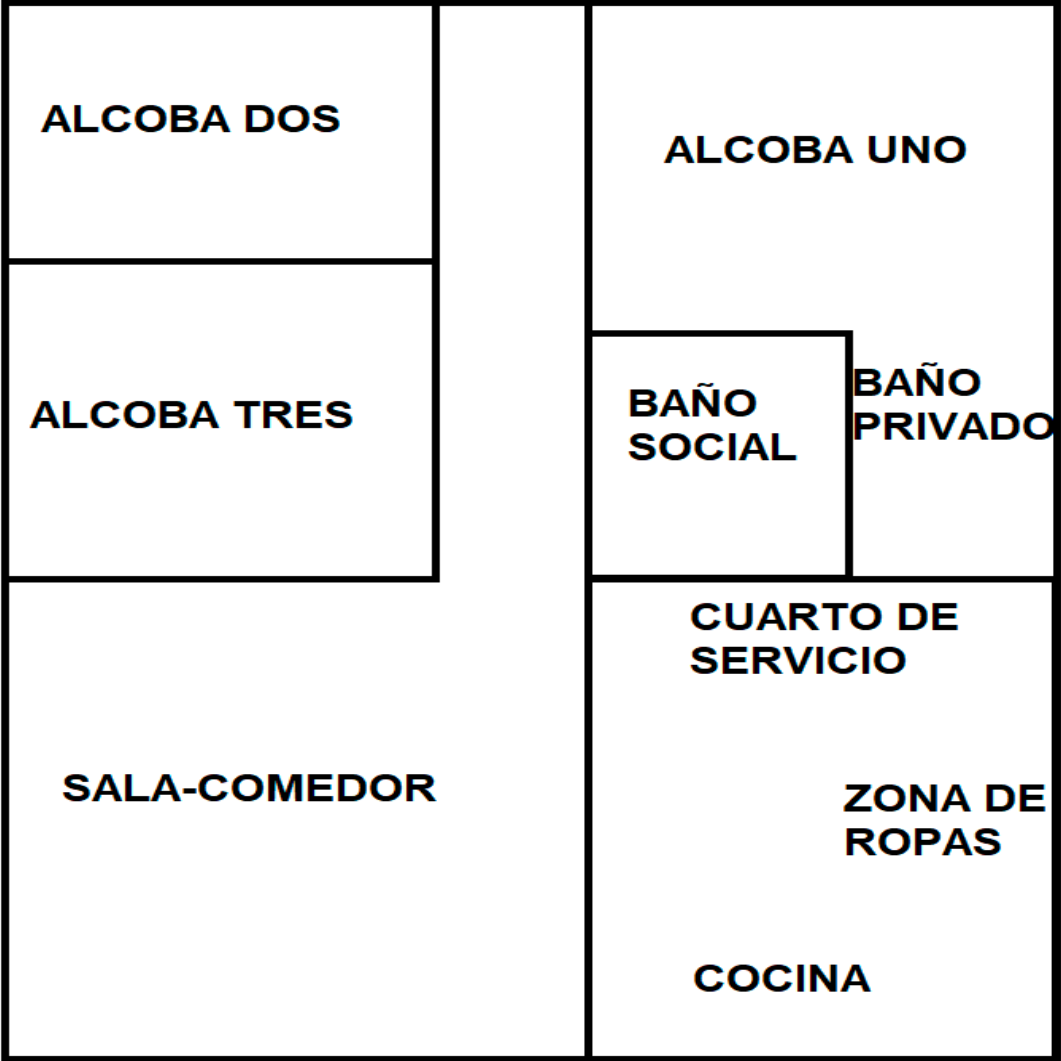 ALCOBA DOS
ALCOBA UNO
ALCOBA TRES
BAÑO
SOCIAL
BAÑO
PRIVADO
CUARTO DE
SERVICIO
SALA-COMEDOR
ZONA DE
ROPAS
COCINA